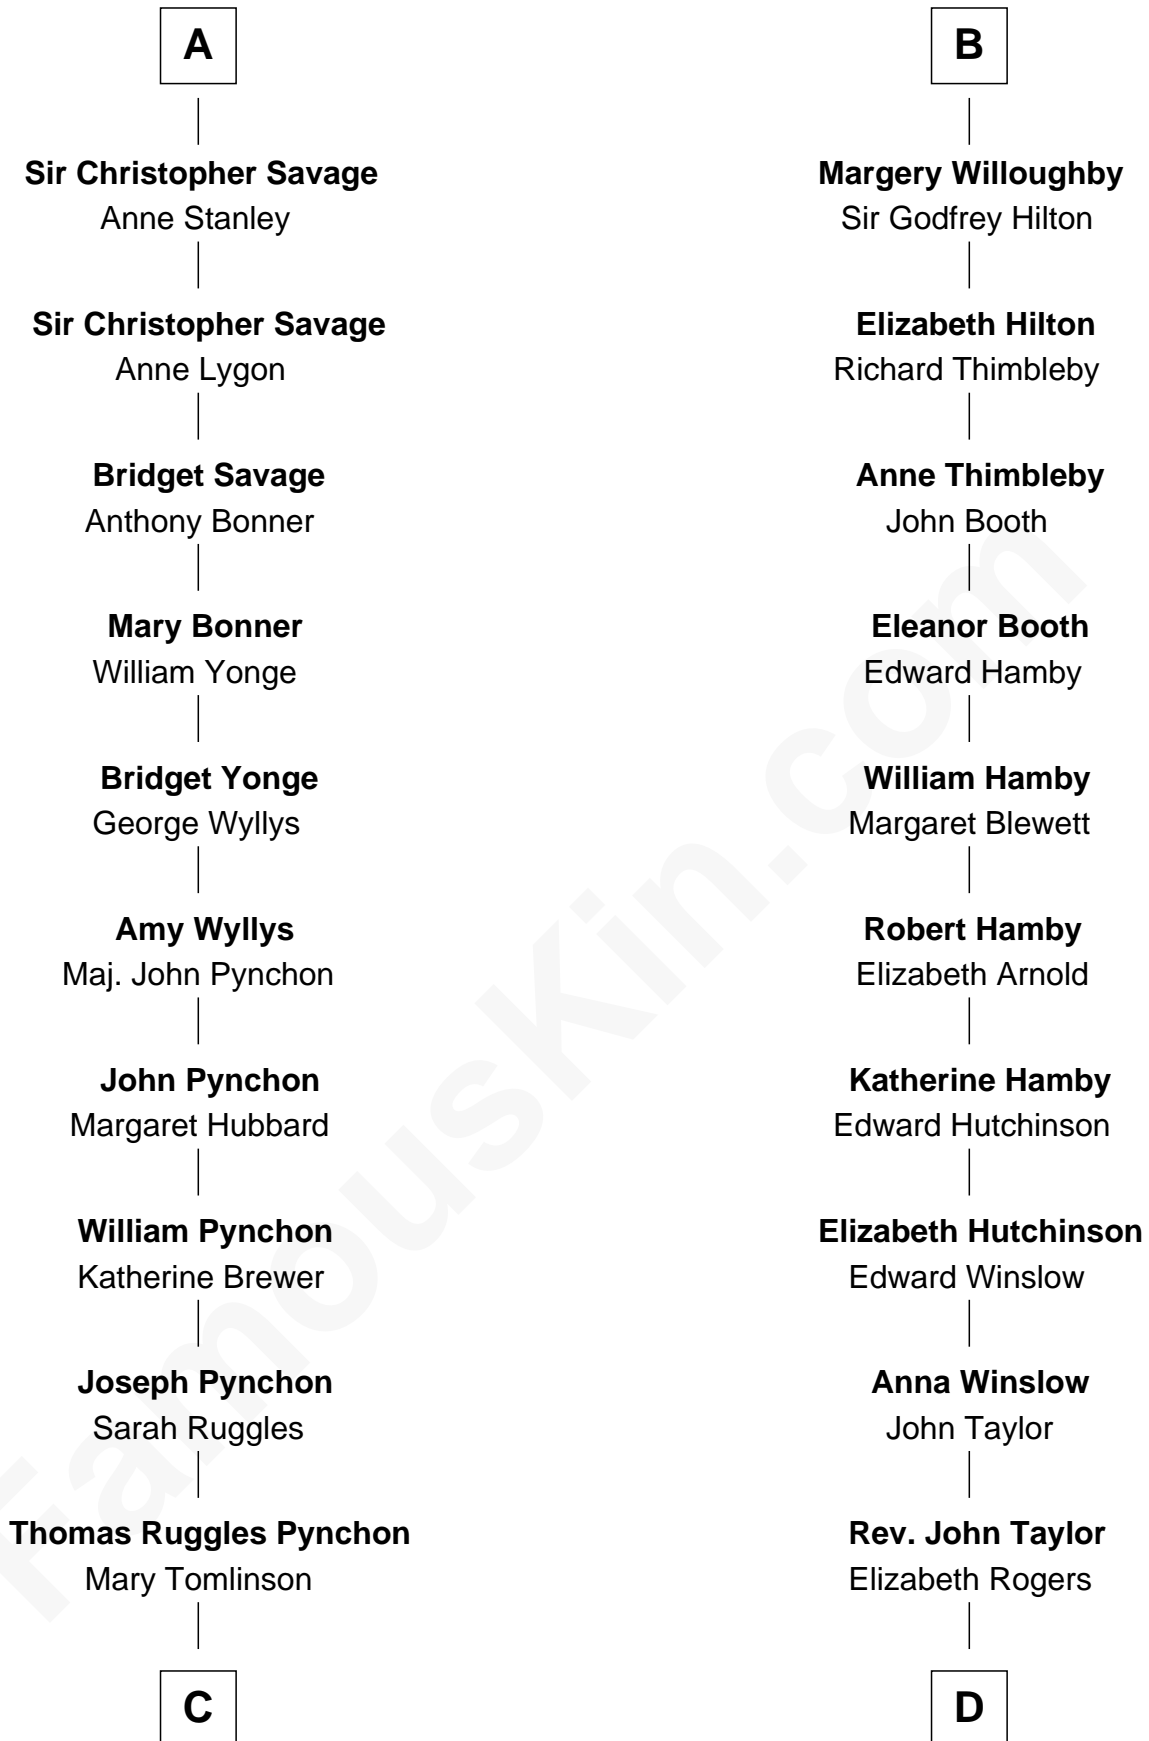 A
Sir Christopher Savage
Anne Stanley
Sir Christopher Savage
Anne Lygon
Bridget Savage
Anthony Bonner
Mary Bonner
William Yonge
Bridget Yonge
George Wyllys
Amy Wyllys
Maj. John Pynchon
John Pynchon
Margaret Hubbard
William Pynchon
Katherine Brewer
Joseph Pynchon
Sarah Ruggles
Thomas Ruggles Pynchon
Mary Tomlinson
C
B
Margery Willoughby
Sir Godfrey Hilton
Elizabeth Hilton
Richard Thimbleby
Anne Thimbleby
John Booth
Eleanor Booth
Edward Hamby
William Hamby
Margaret Blewett
Robert Hamby
Elizabeth Arnold
Katherine Hamby
Edward Hutchinson
Elizabeth Hutchinson
Edward Winslow
Anna Winslow
John Taylor
Rev. John Taylor
Elizabeth Rogers
D
FamousKin.com